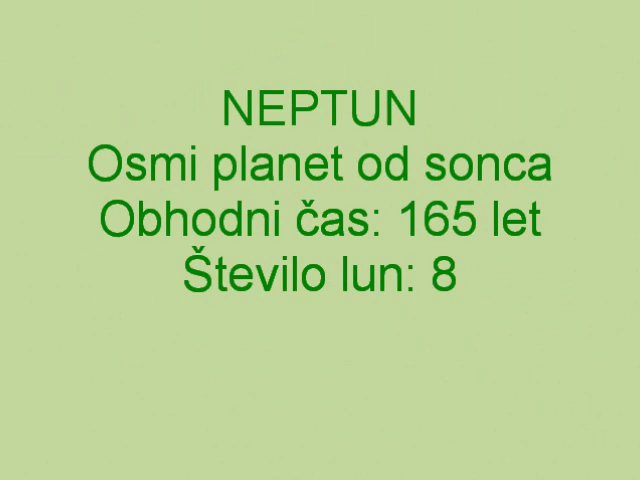 NEPTUN
Osmi planet od sonca
Obhodni čas: 165 let
Število lun: 8